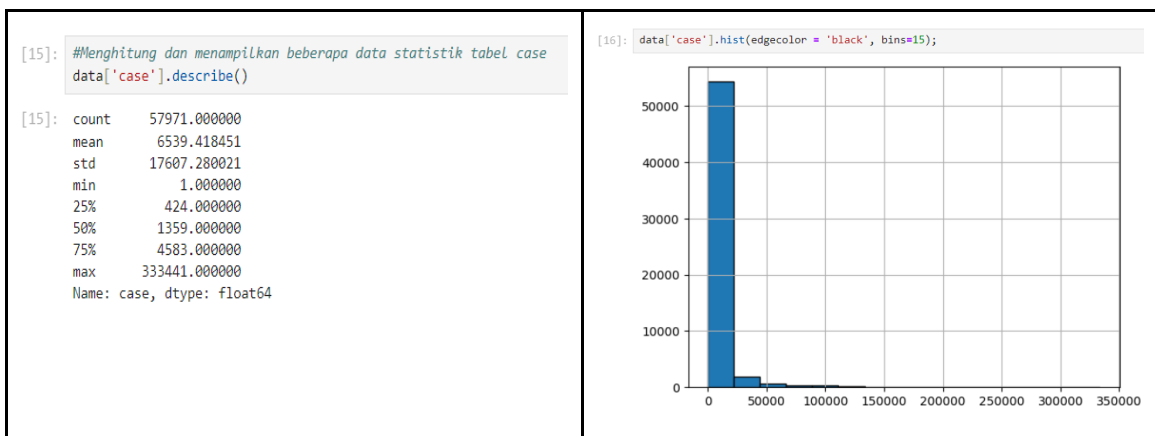 [15]: #Menghitung dan menampilkan beberapa data statistik tabel case
data['case'].describe()
[15]: count 57971.000000
mean 6539.418451
std 17607.280021
min 1.000000
25% 424.000000
50% 1359.000000
75% 4583.000000
max 333441.000000
Name: case, dtype: float64
[16]: data['case'].hist(edgecolor = 'black', bins=15);
50000
40000
30000
20000
10000
0
0 50000 100000 150000 200000 250000 300000 350000